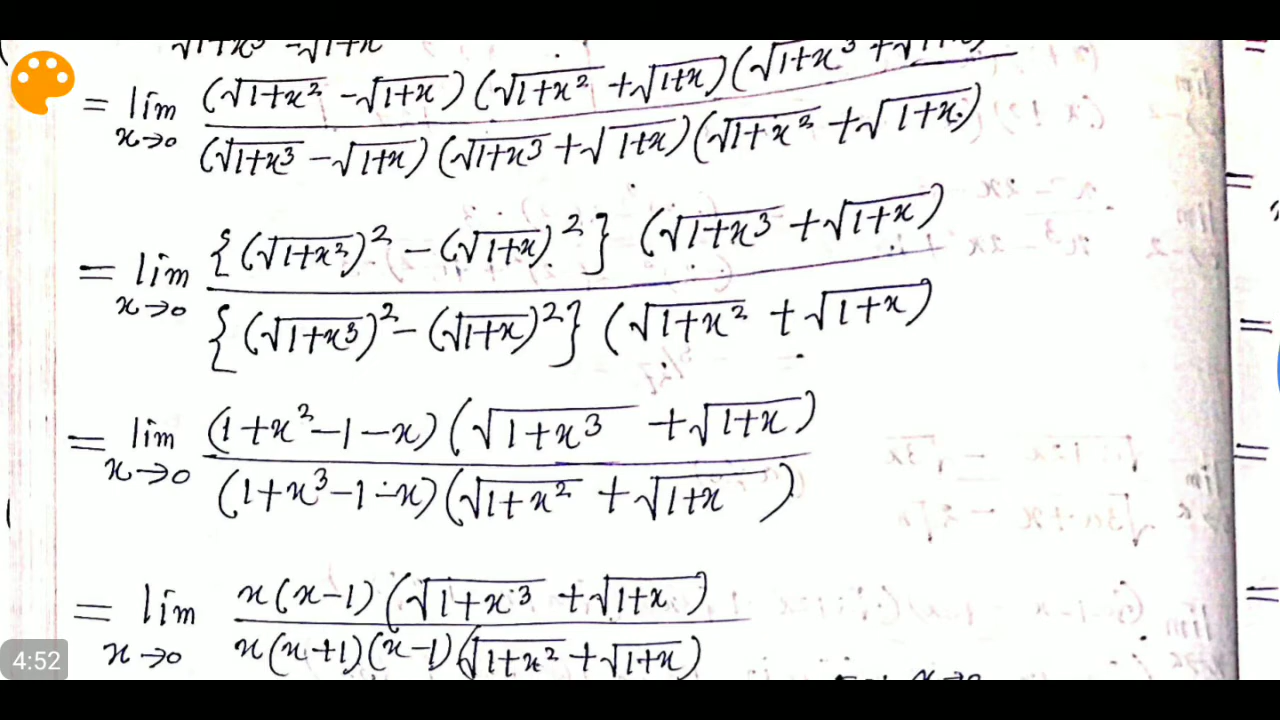 √1+x³ - √1+x
= lim x→0 (√1+x² - √1+x)(√1+x² + √1+x)(√1+x³ + √1+x)
(√1+x³ - √1+x)(√1+x³ + √1+x)(√1+x² + √1+x)
= lim x→0 {(√1+x²)² - (√1+x)²} (√1+x³ + √1+x)
{(√1+x³)² - (√1+x)²} (√1+x² + √1+x)
= lim x→0 (1+x²-1-x)(√1+x³ + √1+x)
(1+x³-1-x)(√1+x² + √1+x)
= lim x→0 x(x-1)(√1+x³ + √1+x)
x(x+1)(x-1)(√1+x² + √1+x)
4:52